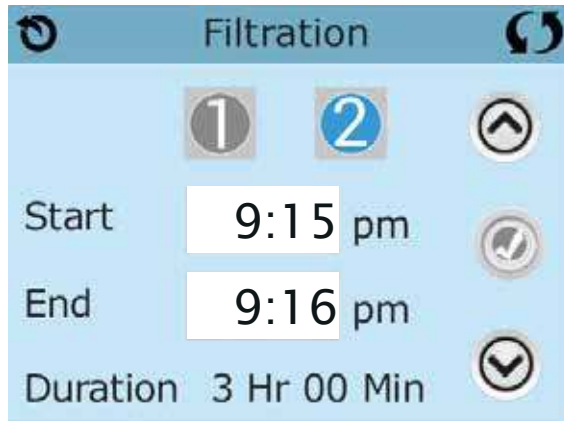 Filtration
1 2
Start 9:15 pm
End 9:16 pm
Duration 3 Hr 00 Min